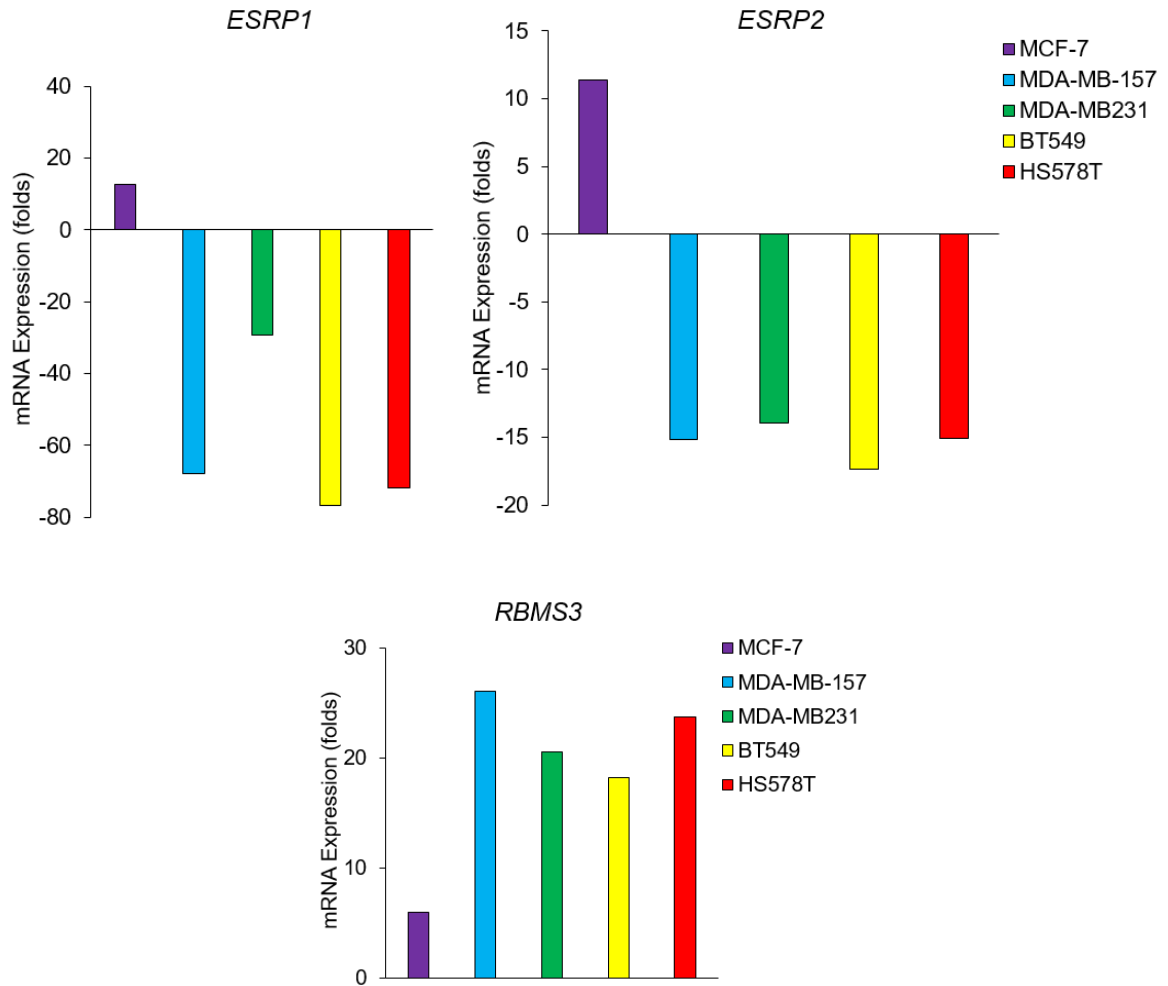 ESRP1
mRNA Expression (folds)
40
20
0
-20
-40
-60
-80
ESRP2
mRNA Expression (folds)
15
10
5
0
-5
-10
-15
-20
MCF-7
MDA-MB-157
MDA-MB231
BT549
HS578T
RBMS3
mRNA Expression (folds)
30
20
10
0
MCF-7
MDA-MB-157
MDA-MB231
BT549
HS578T